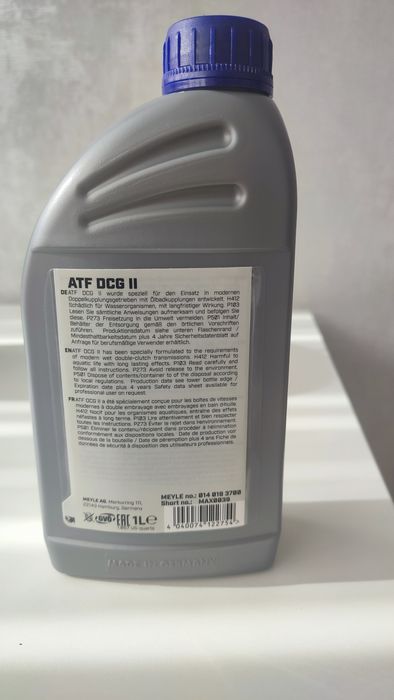 ATF DCG II
DE ATF DCG II wurde speziell für den Einsatz in modernen
Doppelkupplungsgetrieben mit Ölbadkupplungen entwickelt. H412
Schädlich für Wasserorganismen, mit langfristiger Wirkung. P103
Lesen Sie sämtliche Anweisungen aufmerksam und befolgen Sie
diese. P273 Freisetzung in die Umwelt vermeiden. P501 Inhalt/
Behälter der Entsorgung gemäß den örtlichen Vorschriften
zuführen. Produktionsdatum siehe unteren Flaschenrand /
Mindesthaltbarkeitsdatum plus 4 Jahre Sicherheitsdatenblatt auf
Anfrage für berufsmäßige Verwender erhältlich.
EN ATF DCG II has been specially formulated to the requirements
of modern wet double-clutch transmissions. H412 Harmful to
aquatic life with long lasting effects. P103 Read carefully and
follow all instructions. P273 Avoid release to the environment.
P501 Dispose of contents/container to of the disposal according
to local regulations. Production date see lower bottle edge /
Expiration date plus 4 years Safety data sheet available for
professional user on request.
FR ATF DCG II a été spécialement conçue pour les boîtes de vitesses
modernes à double embrayage avec embrayages en bain d'huile.
H412 Nocif pour les organismes aquatiques, entraîne des effets
néfastes à long terme. P103 Lire attentivement et bien respecter
toutes les instructions. P273 Éviter le rejet dans l'environnement.
P501 Éliminer le contenu/récipient dans procéder à l'élimination
conformément aux dispositions locales. Date de production voir
dessous de la bouteille / Date de péremption plus 4 ans Fiche de
données de sécurité à disposition des utilisateurs professionnels.
MEYLE AG, Merkurring 111,
22143 Hamburg, Germany
MEYLE no.: 014 019 3700
Short no.: MAX0039
GVÖ EAC 1L e
1.057 US-quarts
4 040074 122754 >
MADE IN GERMANY